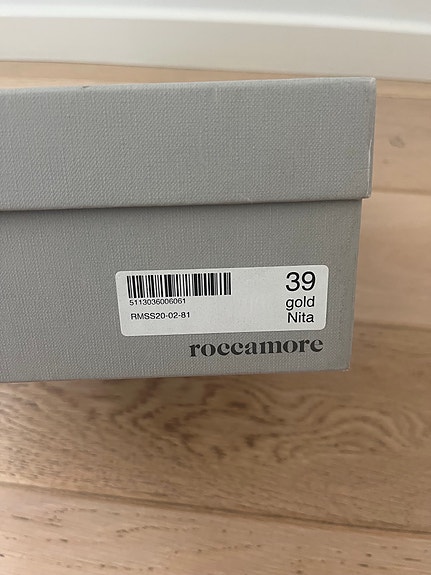 39
gold
Nita
5113036006061
RMSS20-02-81
roccamore